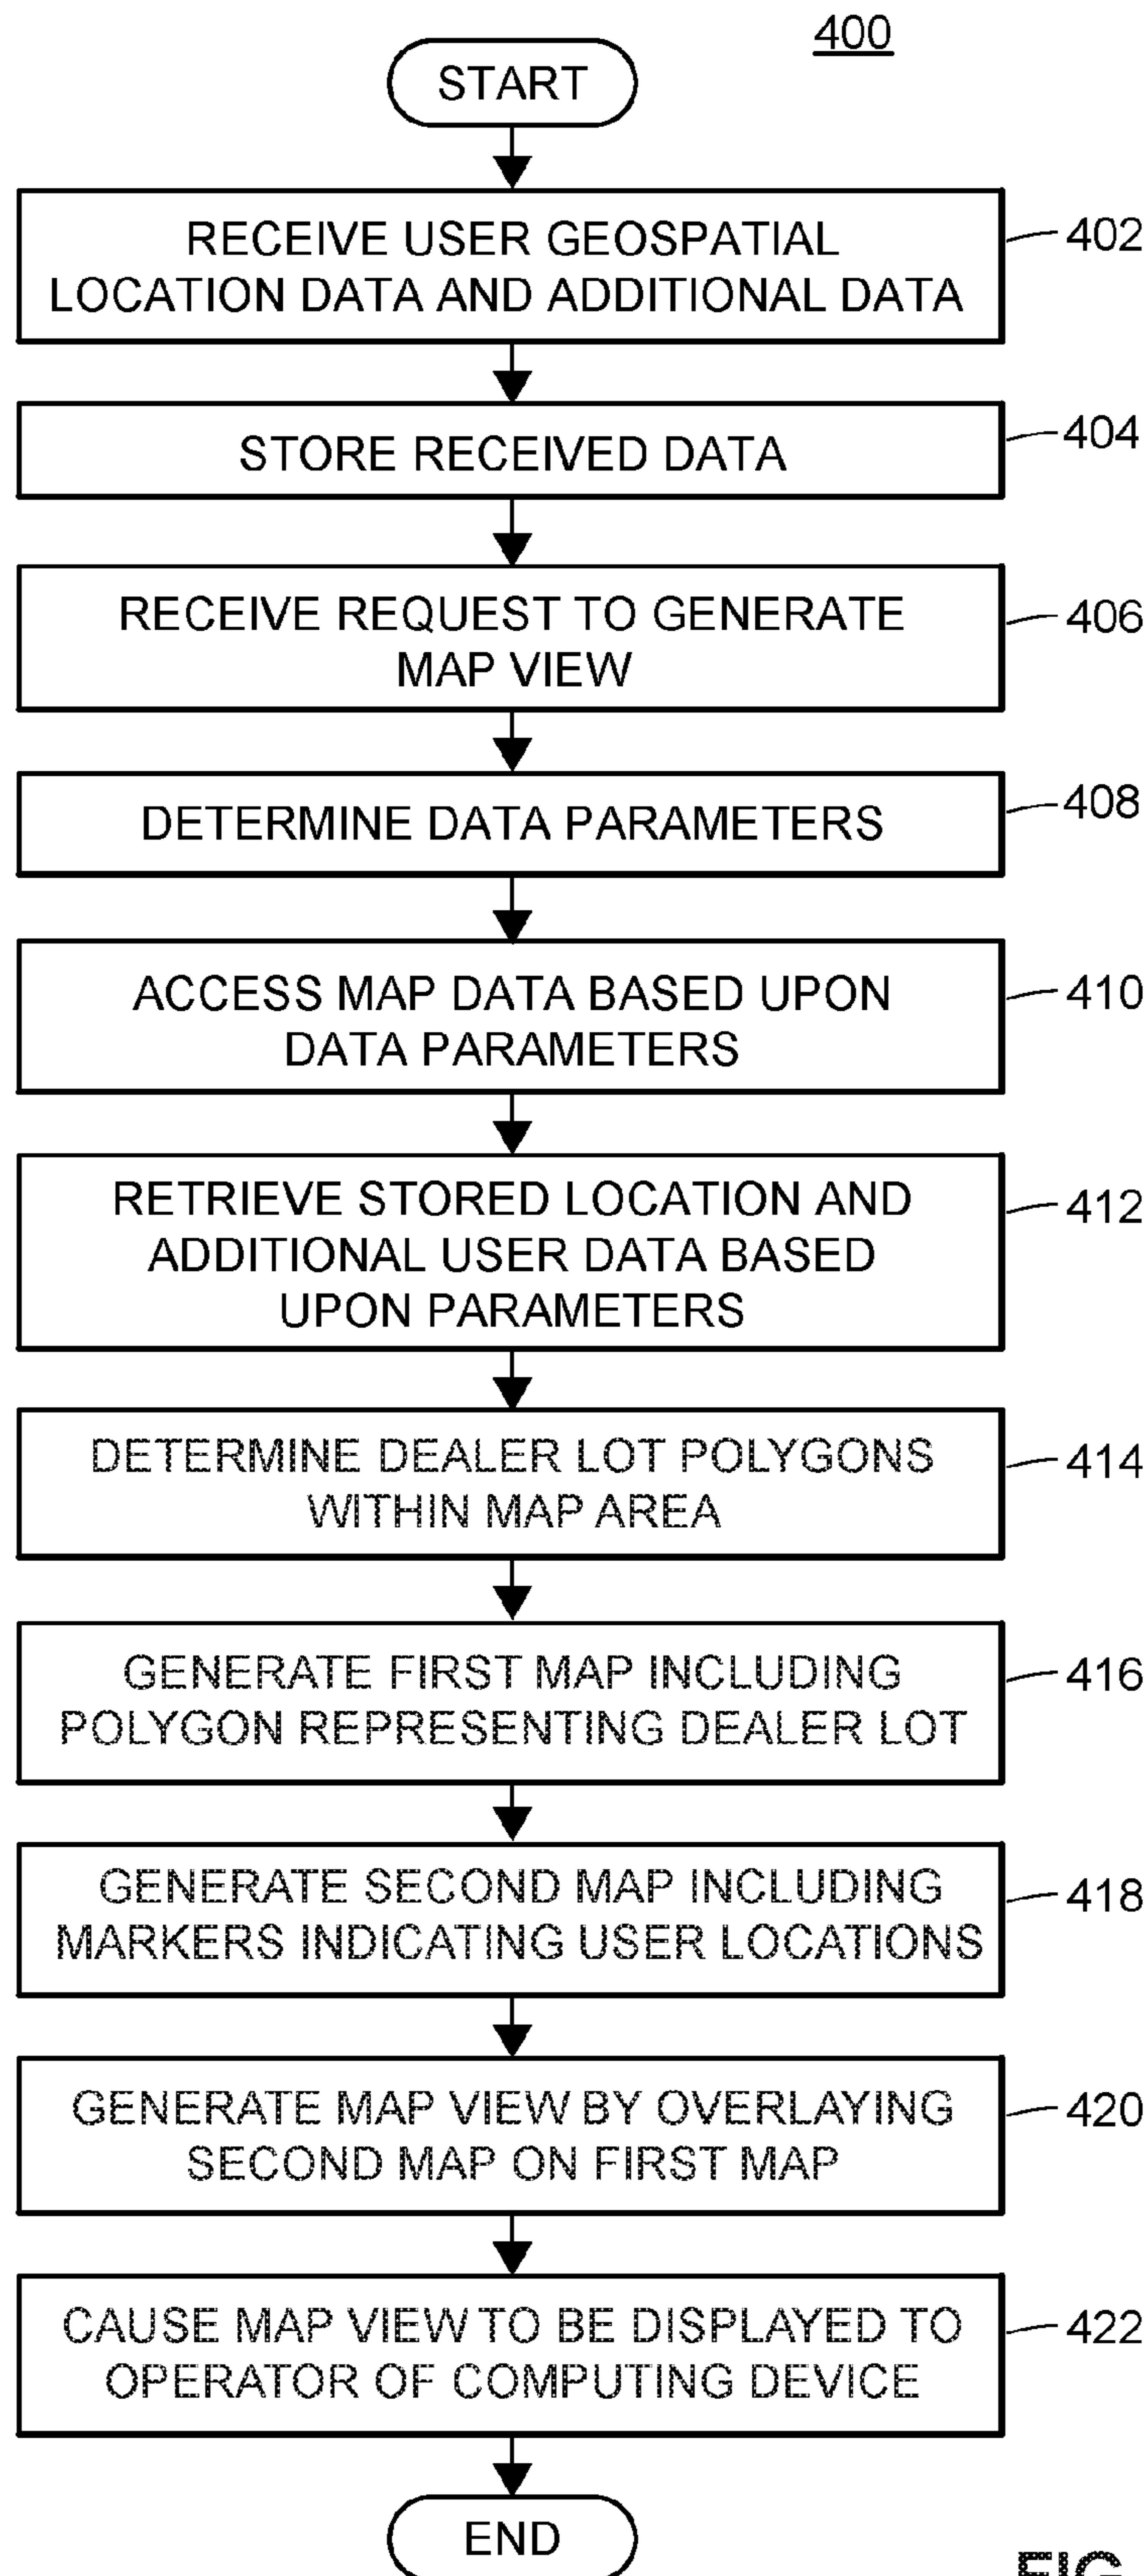 400
START
RECEIVE USER GEOSPATIAL
LOCATION DATA AND ADDITIONAL DATA
402
STORE RECEIVED DATA
404
RECEIVE REQUEST TO GENERATE
MAP VIEW
406
DETERMINE DATA PARAMETERS
408
ACCESS MAP DATA BASED UPON
DATA PARAMETERS
410
RETRIEVE STORED LOCATION AND
ADDITIONAL USER DATA BASED
UPON PARAMETERS
412
DETERMINE DEALER LOT POLYGONS
WITHIN MAP AREA
414
GENERATE FIRST MAP INCLUDING
POLYGON REPRESENTING DEALER LOT
416
GENERATE SECOND MAP INCLUDING
MARKERS INDICATING USER LOCATIONS
418
GENERATE MAP VIEW BY OVERLAYING
SECOND MAP ON FIRST MAP
420
CAUSE MAP VIEW TO BE DISPLAYED TO
OPERATOR OF COMPUTING DEVICE
422
END
FIG